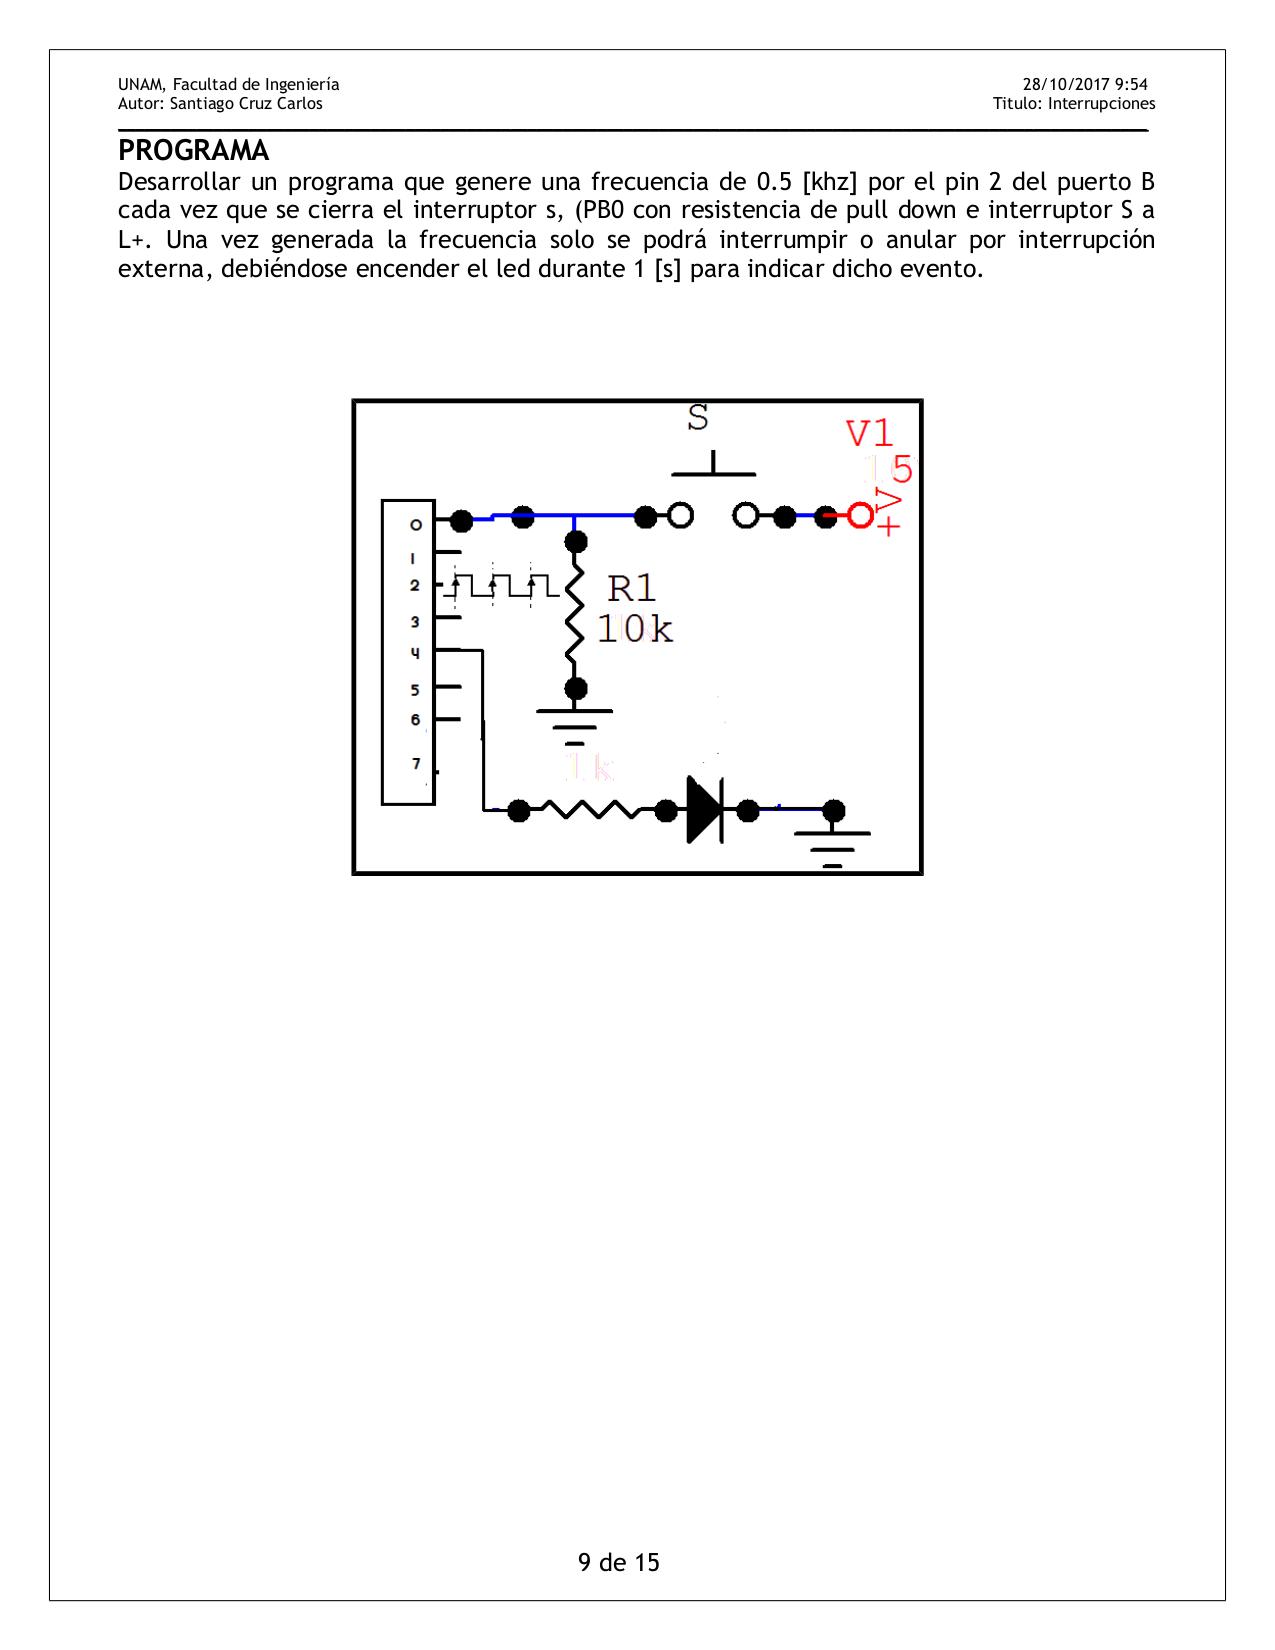 UNAM, Facultad de Ingeniería 28/10/2017 9:54
Autor: Santiago Cruz Carlos Titulo: Interrupciones
PROGRAMA
Desarrollar un programa que genere una frecuencia de 0.5 [khz] por el pin 2 del puerto B
cada vez que se cierra el interruptor s, (PB0 con resistencia de pull down e interruptor S a
L+. Una vez generada la frecuencia solo se podrá interrumpir o anular por interrupción
externa, debiéndose encender el led durante 1 [s] para indicar dicho evento.
S
V1
5
+V
0
1
2
3
4
5
6
7
R1
10k
1k
9 de 15